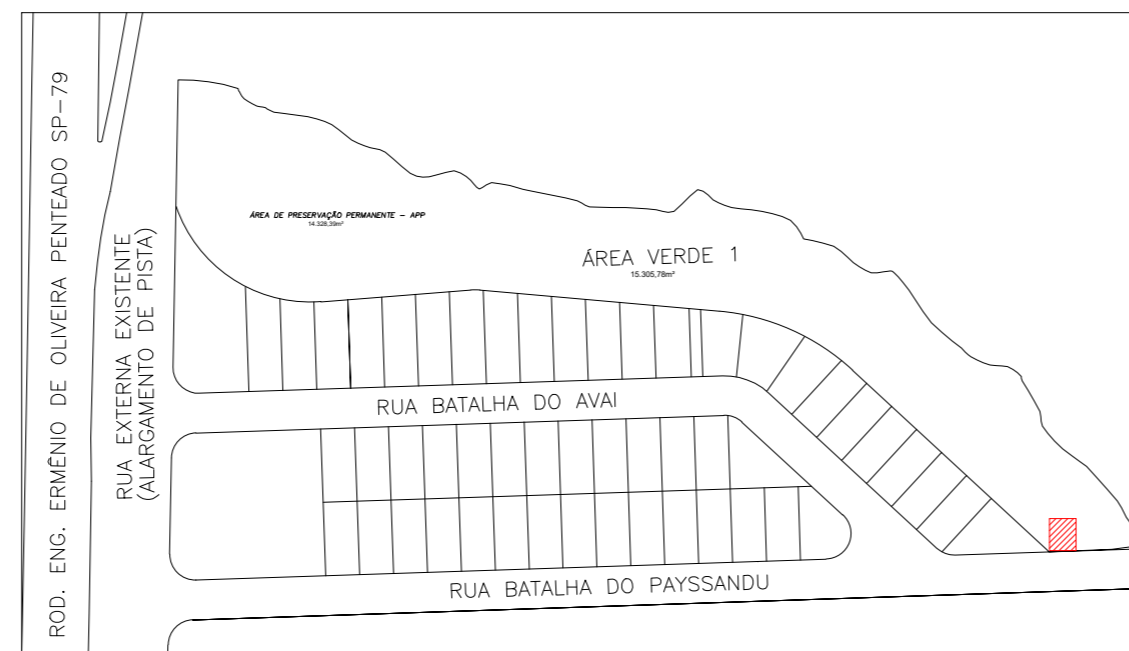 ROD. ENG. ERMÊNIO DE OLIVEIRA PENTEADO SP-79
RUA EXTERNA EXISTENTE
(ALARGAMENTO DE PISTA)
ÁREA DE PRESERVAÇÃO PERMANENTE - APP
14.328,39m²
ÁREA VERDE 1
15.305,78m²
RUA BATALHA DO AVAI
RUA BATALHA DO PAYSSANDU